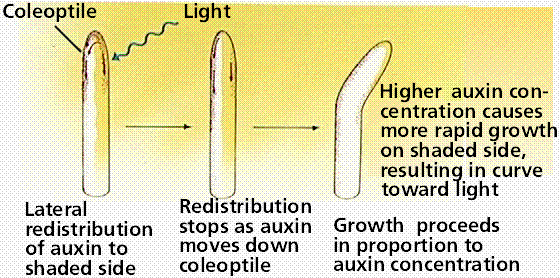 Coleoptile
Light
Higher auxin con-
centration causes
more rapid growth
on shaded side,
resulting in curve
toward light
Lateral
redistribution
of auxin to
shaded side
Redistribution
stops as auxin
moves down
coleoptile
Growth proceeds
in proportion to
auxin concentration